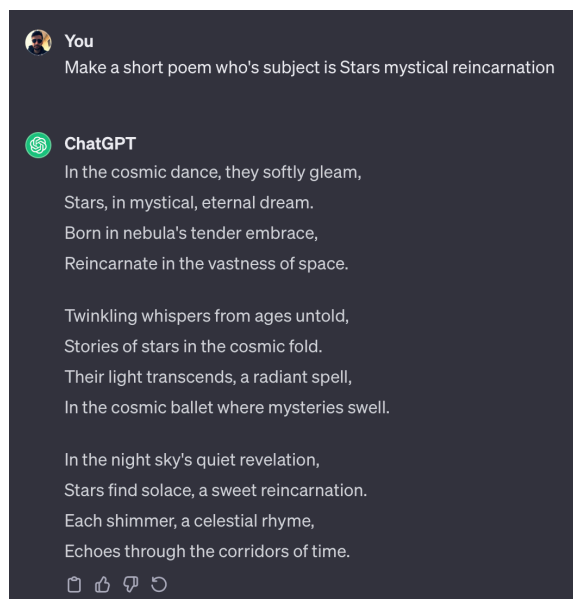 You
Make a short poem who's subject is Stars mystical reincarnation
ChatGPT
In the cosmic dance, they softly gleam,
Stars, in mystical, eternal dream.
Born in nebula's tender embrace,
Reincarnate in the vastness of space.
Twinkling whispers from ages untold,
Stories of stars in the cosmic fold.
Their light transcends, a radiant spell,
In the cosmic ballet where mysteries swell.
In the night sky's quiet revelation,
Stars find solace, a sweet reincarnation.
Each shimmer, a celestial rhyme,
Echoes through the corridors of time.